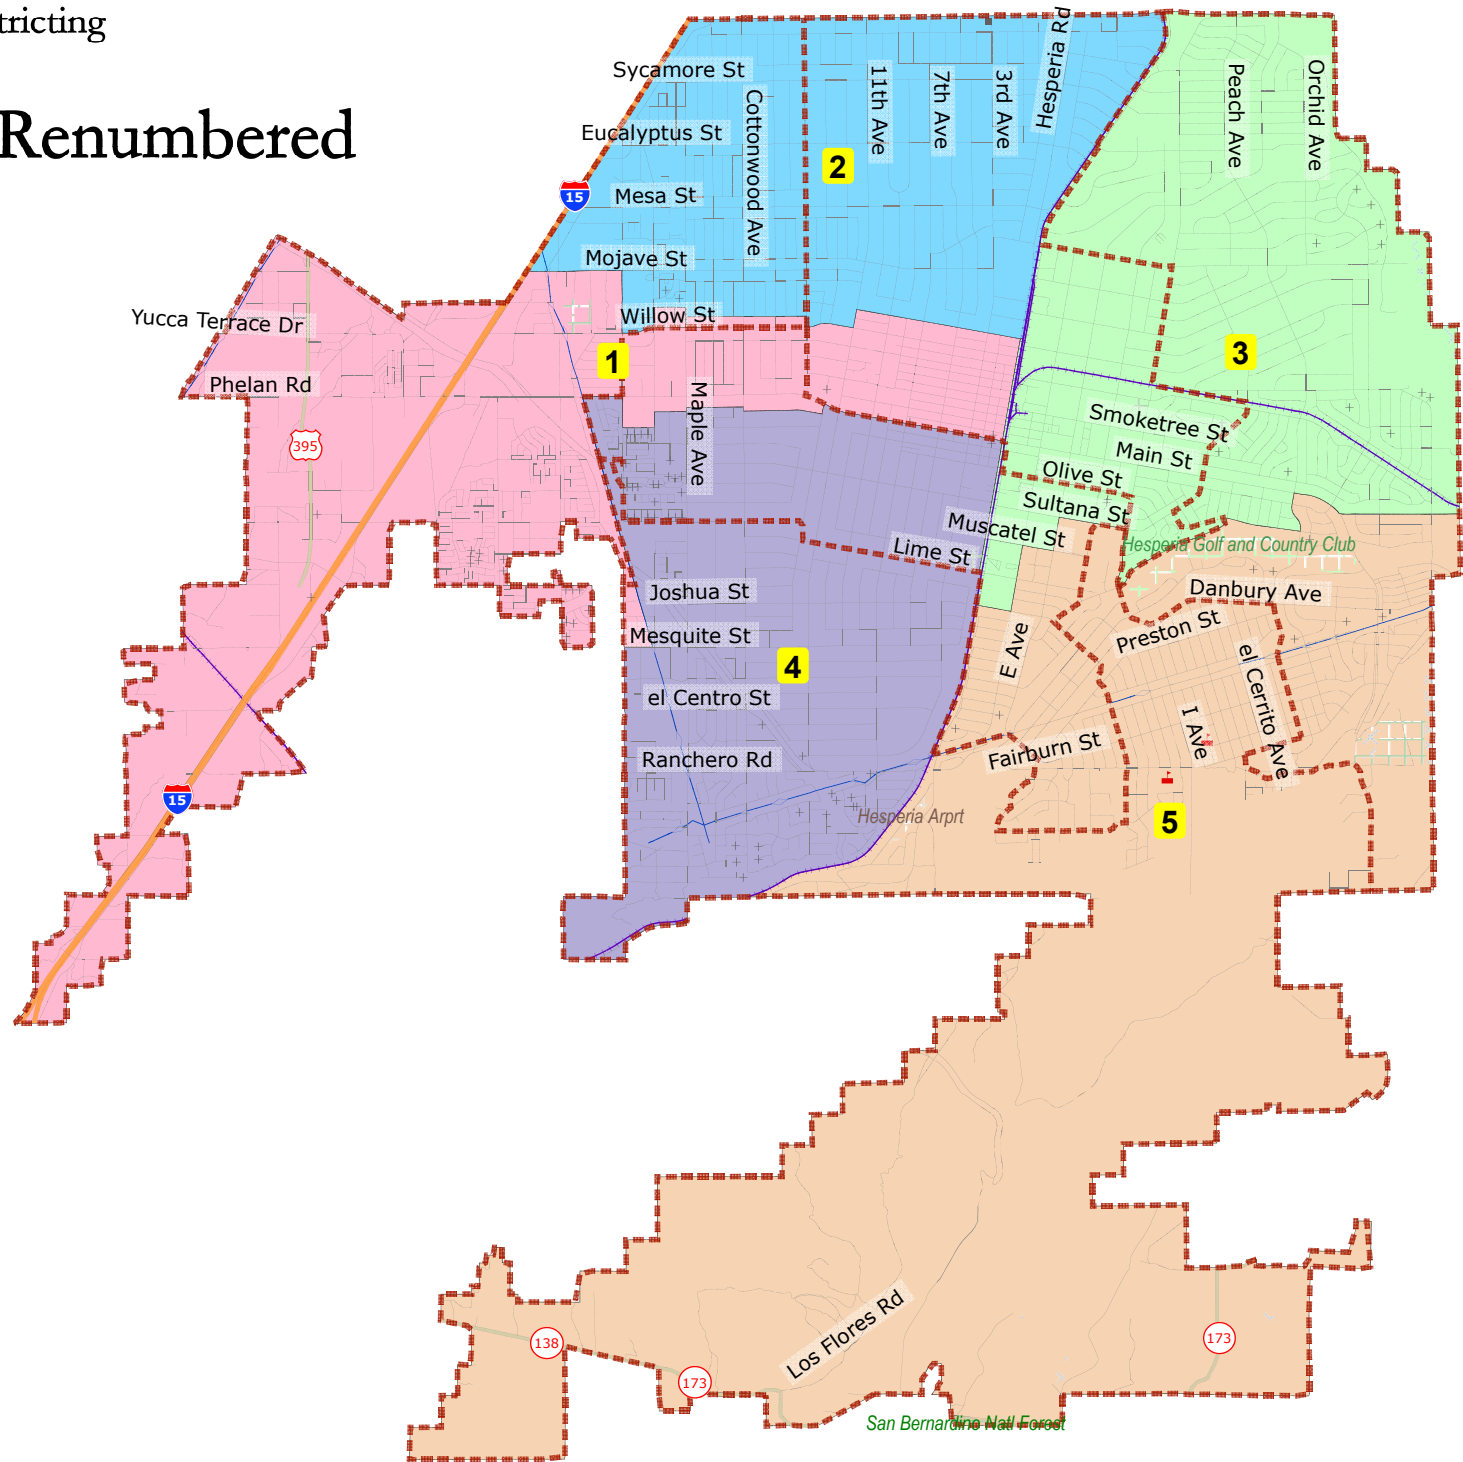 tricting
Renumbered
Sycamore St
Eucalyptus St
Mesa St
Mojave St
Willow St
Cottonwood Ave
11th Ave
7th Ave
3rd Ave
Hesperia Rd
Peach Ave
Orchid Ave
2
15
Yucca Terrace Dr
Phelan Rd
395
1
3
Maple Ave
Smoketree St
Main St
Olive St
Sultana St
Muscatel St
Lime St
Hesperia Golf and Country Club
Danbury Ave
Preston St
Joshua St
Mesquite St
4
el Centro St
Ranchero Rd
E Ave
el Cerrito Ave
I Ave
Fairburn St
15
Hesperia Arprt
5
Los Flores Rd
138
173
173
San Bernardino Natl Forest